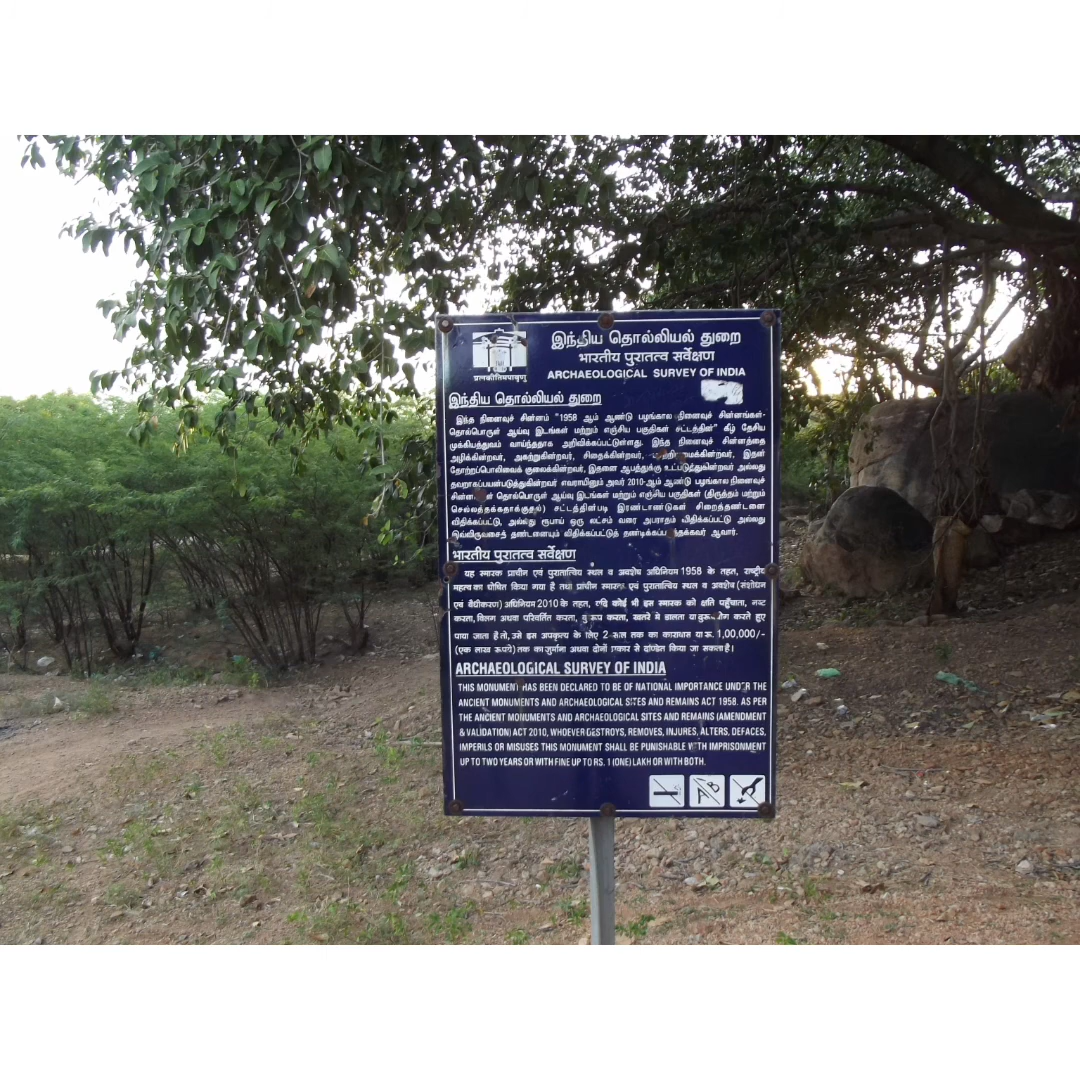 இந்திய தொல்லியல் துறை
भारतीय पुरातत्व सर्वेक्षण
ARCHAEOLOGICAL SURVEY OF INDIA
प्रत्नकीर्तिमपावृणु
இந்திய தொல்லியல் துறை
இந்த நினைவுச் சின்னம் "1958 ஆம் ஆண்டு பழங்கால நினைவுச் சின்னங்கள்-
தொல்பொருள் ஆய்வு இடங்கள் மற்றும் எஞ்சிய பகுதிகள் சட்டத்தின்" கீழ் தேசிய
முக்கியத்துவம் வாய்ந்ததாக அறிவிக்கப்பட்டுள்ளது. இந்த நினைவுச் சின்னத்தை
அழிக்கின்றவர், அகற்றுகின்றவர், சிதைக்கின்றவர், இதன்
தோற்றப்பொலிவைக் குலைக்கின்றவர், இதனை ஆபத்துக்கு உட்படுத்துகின்றவர் அல்லது
தவறாகப்பயன்படுத்துகின்றவர் எவராயினும் அவர் 2010-ஆம் ஆண்டு பழங்கால நினைவுச்
தொல்பொருள் ஆய்வு இடங்கள் மற்றும் எஞ்சிய பகுதிகள் (திருத்தம் மற்றும்
செல்லத்தக்கதாக்குதல்) சட்டத்தின்படி இரண்டாண்டுகள் சிறைத்தண்டனை
விதிக்கப்பட்டு, அல்லது ரூபாய் ஒரு லட்சம் வரை அபராதம் விதிக்கப்பட்டு அல்லது
இவ்விருவகைத் தண்டனையும் விதிக்கப்பட்டுத் தண்டிக்கப்படத்தக்கவர் ஆவார்.
भारतीय पुरातत्व सर्वेक्षण
यह स्मारक प्राचीन एवं पुरातात्विय स्थल व अवशेष अधिनियम 1958 के तहत, राष्ट्रीय
महत्व का घोषित किया गया है तथा प्राचीन स्मारक एवं पुरातात्विय स्थल व अवशेष (संशोधन
एवं वैधीकरण) अधिनियम 2010 के तहत, यदि कोई भी इस स्मारक को क्षति पहुँचाता, नष्ट
करता, विलग अथवा परिवर्तित करता, कुरूप करता, खतरे में डालता या दुरूपयोग करते हुए
पाया जाता है तो, उसे इस अपकृत्य के लिए 2 साल तक का कारावास या रू. 1,00,000/-
(एक लाख रूपये) तक का जुर्माना अथवा दोनों प्रकार से दंडित किया जा सकता है।
ARCHAEOLOGICAL SURVEY OF INDIA
THIS MONUMENT HAS BEEN DECLARED TO BE OF NATIONAL IMPORTANCE UNDER THE
ANCIENT MONUMENTS AND ARCHAEOLOGICAL SITES AND REMAINS ACT 1958. AS PER
THE ANCIENT MONUMENTS AND ARCHAEOLOGICAL SITES AND REMAINS (AMENDMENT
& VALIDATION) ACT 2010, WHOEVER DESTROYS, REMOVES, INJURES, ALTERS, DEFACES,
IMPERILS OR MISUSES THIS MONUMENT SHALL BE PUNISHABLE WITH IMPRISONMENT
UP TO TWO YEARS OR WITH FINE UP TO RS. 1 (ONE) LAKH OR WITH BOTH.
AB